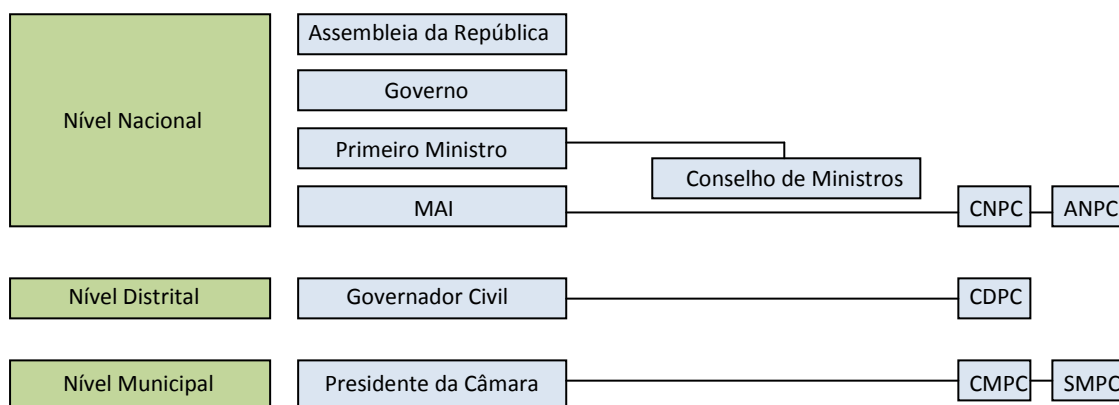 Nível Nacional
Assembleia da República
Governo
Primeiro Ministro
Conselho de Ministros
MAI
CNPC
ANPC
Nível Distrital
Governador Civil
CDPC
Nível Municipal
Presidente da Câmara
CMPC
SMPC